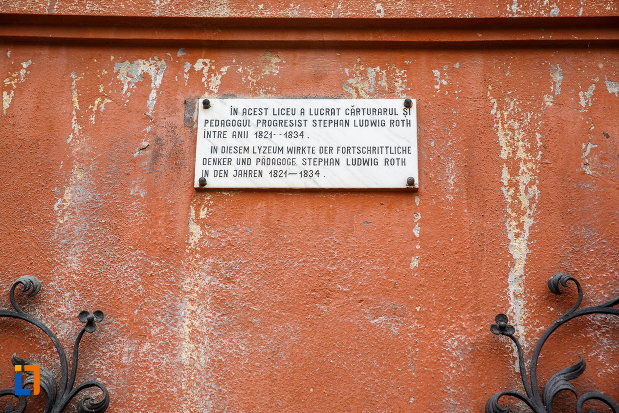 ÎN ACEST LICEU A LUCRAT CĂRTURARUL ŞI
PEDAGOGUL PROGRESIST STEPHAN LUDWIG ROTH
ÎNTRE ANII 1821--1834.
IN DIESEM LYZEUM WIRKTE DER FORTSCHRITTLICHE
DENKER UND PÄDAGOGE STEPHAN LUDWIG ROTH
IN DEN JAHREN 1821—1834.